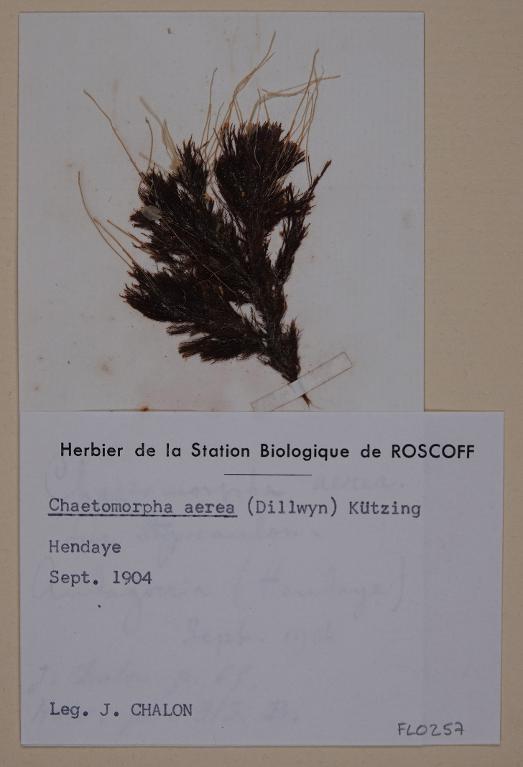 Herbier de la Station Biologique de ROSCOFF
Chaetomorpha aerea (Dillwyn) Kützing
Hendaye
Sept. 1904
Leg. J. CHALON
FL0257